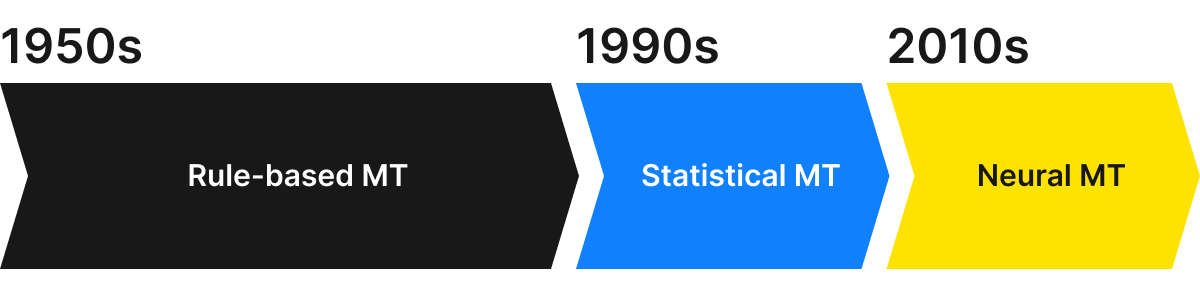 1950s
1990s
2010s
Rule-based MT
Statistical MT
Neural MT